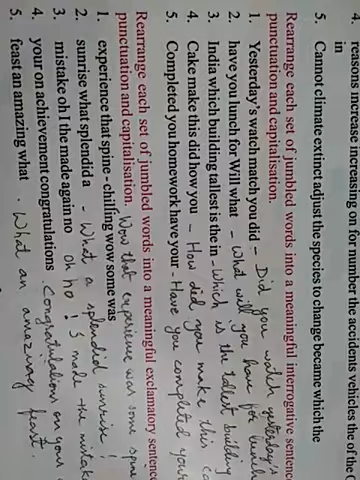 4. reasons increase increasing on for number the accidents vehicles the of the
in
5. Cannot climate extinct adjust the species to change became which the
Rearrange each set of jumbled words into a meaningful interrogative sentence
punctuation and capitalisation.
1. Yesterday's watch match you did – Did you watch yesterday's
2. have you lunch for Will what – What will you have for lunch
3. India which building tallest is the in – Which is the tallest building
4. Cake make this did how you – How did you make this ca
5. Completed you homework have you - Have you completed your
Rearrange each set of jumbled words into a meaningful exclamatory sentence
punctuation and capitalisation.
1. experience that spine - chilling wow some was Wow that experience was some spine
2. sunrise what splendid a - What a splendid sunrise!
3. mistake oh I the made again no Oh no! I made the mistake
4. your on achievement congratulations. Congratulations on your
5. feast an amazing what . What an amazing feast.